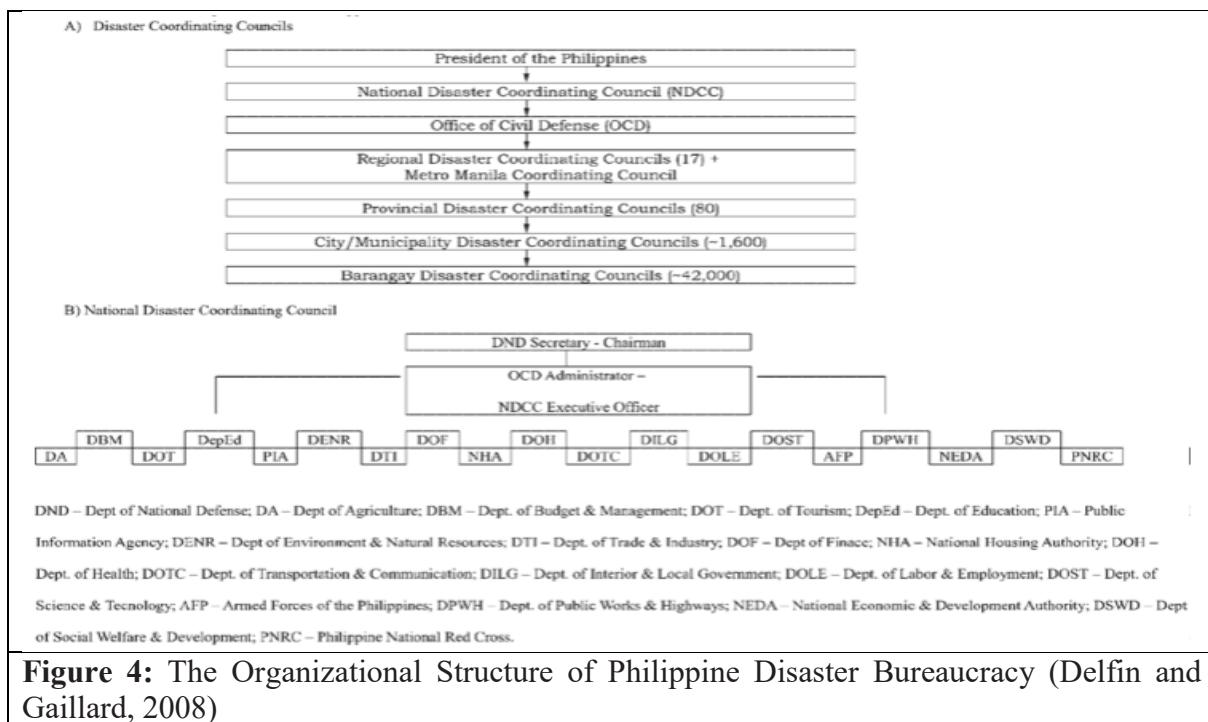 A) Disaster Coordinating Councils
President of the Philippines
National Disaster Coordinating Council (NDCC)
Office of Civil Defense (OCD)
Regional Disaster Coordinating Councils (17) +
Metro Manila Coordinating Council
Provincial Disaster Coordinating Councils (80)
City/Municipality Disaster Coordinating Councils (~1,600)
Barangay Disaster Coordinating Councils (~42,000)
B) National Disaster Coordinating Council
DND Secretary - Chairman
OCD Administrator –
NDCC Executive Officer
DBM DepEd DENR DOF DOH DILG DOST DPWH DSWD
DA DOT PIA DTI NHA DOTC DOLE AFP NEDA PNRC
DND – Dept of National Defense; DA – Dept of Agriculture; DBM – Dept. of Budget & Management; DOT – Dept. of Tourism; DepEd – Dept. of Education; PIA – Public
Information Agency; DENR – Dept of Environment & Natural Resources; DTI – Dept. of Trade & Industry; DOF – Dept of Finace; NHA – National Housing Authority; DOH –
Dept. of Health; DOTC – Dept. of Transportation & Communication; DILG – Dept. of Interior & Local Government; DOLE – Dept. of Labor & Employment; DOST – Dept. of
Science & Tecnology; AFP – Armed Forces of the Philippines; DPWH – Dept. of Public Works & Highways; NEDA – National Economic & Development Authority; DSWD – Dept
of Social Welfare & Development; PNRC – Philippine National Red Cross.
Figure 4: The Organizational Structure of Philippine Disaster Bureaucracy (Delfin and
Gaillard, 2008)